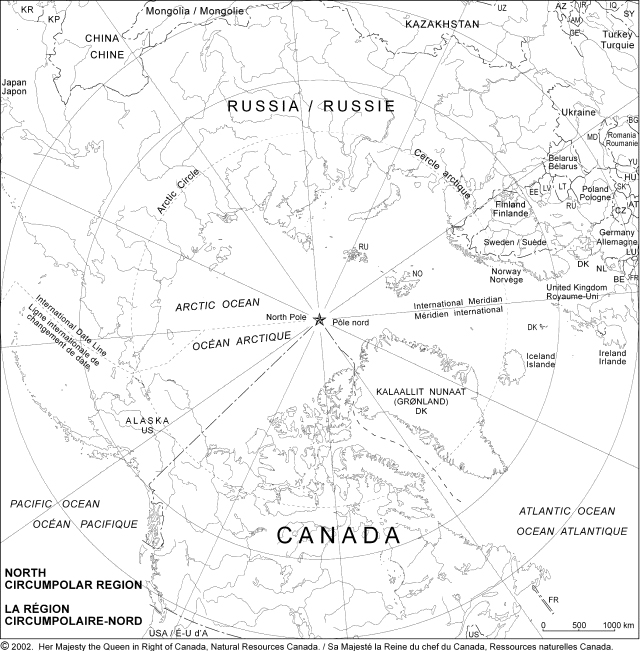 KR
KP
CHINA
CHINE
Mongolia / Mongolie
KAZAKHSTAN
UZ
AZ
IR
IQ
SY
AM
GE
Turkey
Turquie
Japan
Japon
RUSSIA / RUSSIE
Ukraine
BG
MD
Romania
Roumanie
Arctic Circle
Cercle arctique
Belarus
Bélarus
YU
HU
EE
LV
LT
RU
Poland
Pologne
SK
CZ
AT
Finland
Finlande
Sweden / Suède
Germany
Allemagne
LU
RU
NO
Norway
Norvège
DK
NL
BE
FR
United Kingdom
Royaume-Uni
International Date Line
Ligne internationale de
changement de date
ARCTIC OCEAN
OCÉAN ARCTIQUE
North Pole
Pôle nord
International Meridian
Méridien international
DK
Iceland
Islande
Ireland
Irlande
KALAALLIT NUNAAT
(GRØNLAND)
DK
ALASKA
US
PACIFIC OCEAN
OCÉAN PACIFIQUE
CANADA
ATLANTIC OCEAN
OCÉAN ATLANTIQUE
NORTH
CIRCUMPOLAR REGION
LA RÉGION
CIRCUMPOLAIRE-NORD
USA / É-U d'A
US
FR
0 500 1000 km
© 2002. Her Majesty the Queen in Right of Canada, Natural Resources Canada. / Sa Majesté la Reine du chef du Canada, Ressources naturelles Canada.